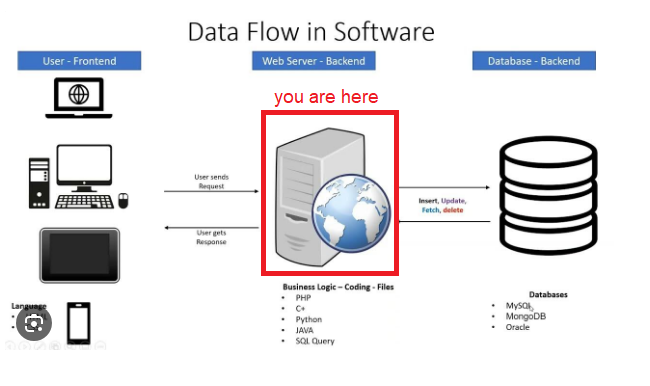 Data Flow in Software
User - Frontend
Web Server - Backend
Database - Backend
you are here
User sends
Request
User gets
Response
Insert, Update,
Fetch, delete
Language
Business Logic – Coding - Files
• PHP
• C+
• Python
• JAVA
• SQL Query
Databases
• MySQL
• MongoDB
• Oracle